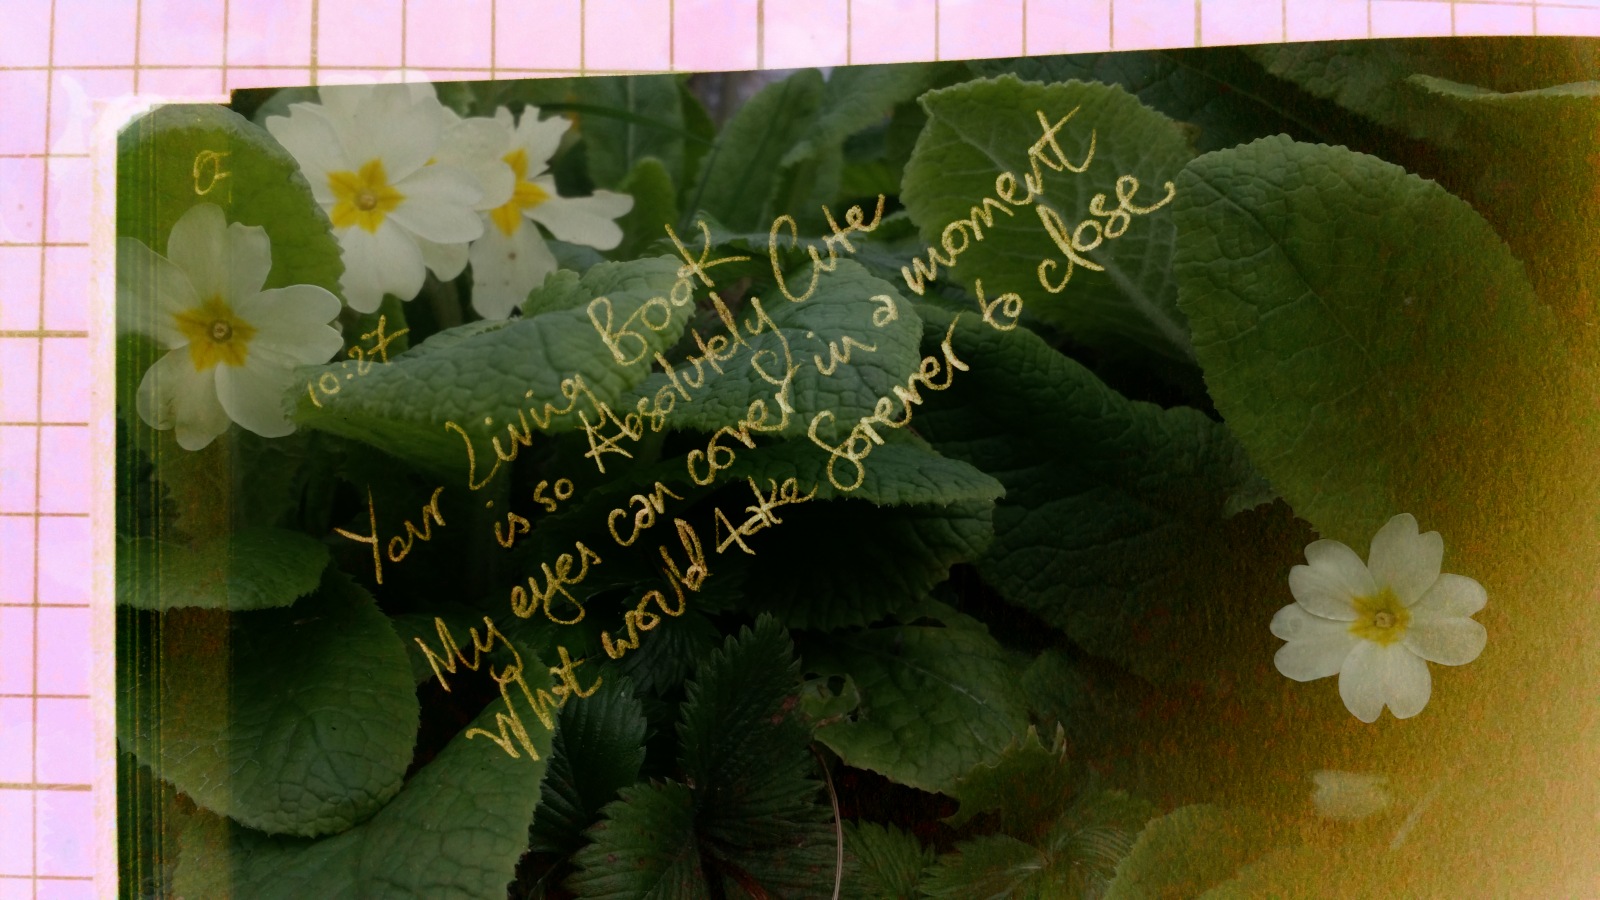 10:27
Your Living Book
is so Absolutely Cute
My eyes can cover in a moment
What would take forever to close